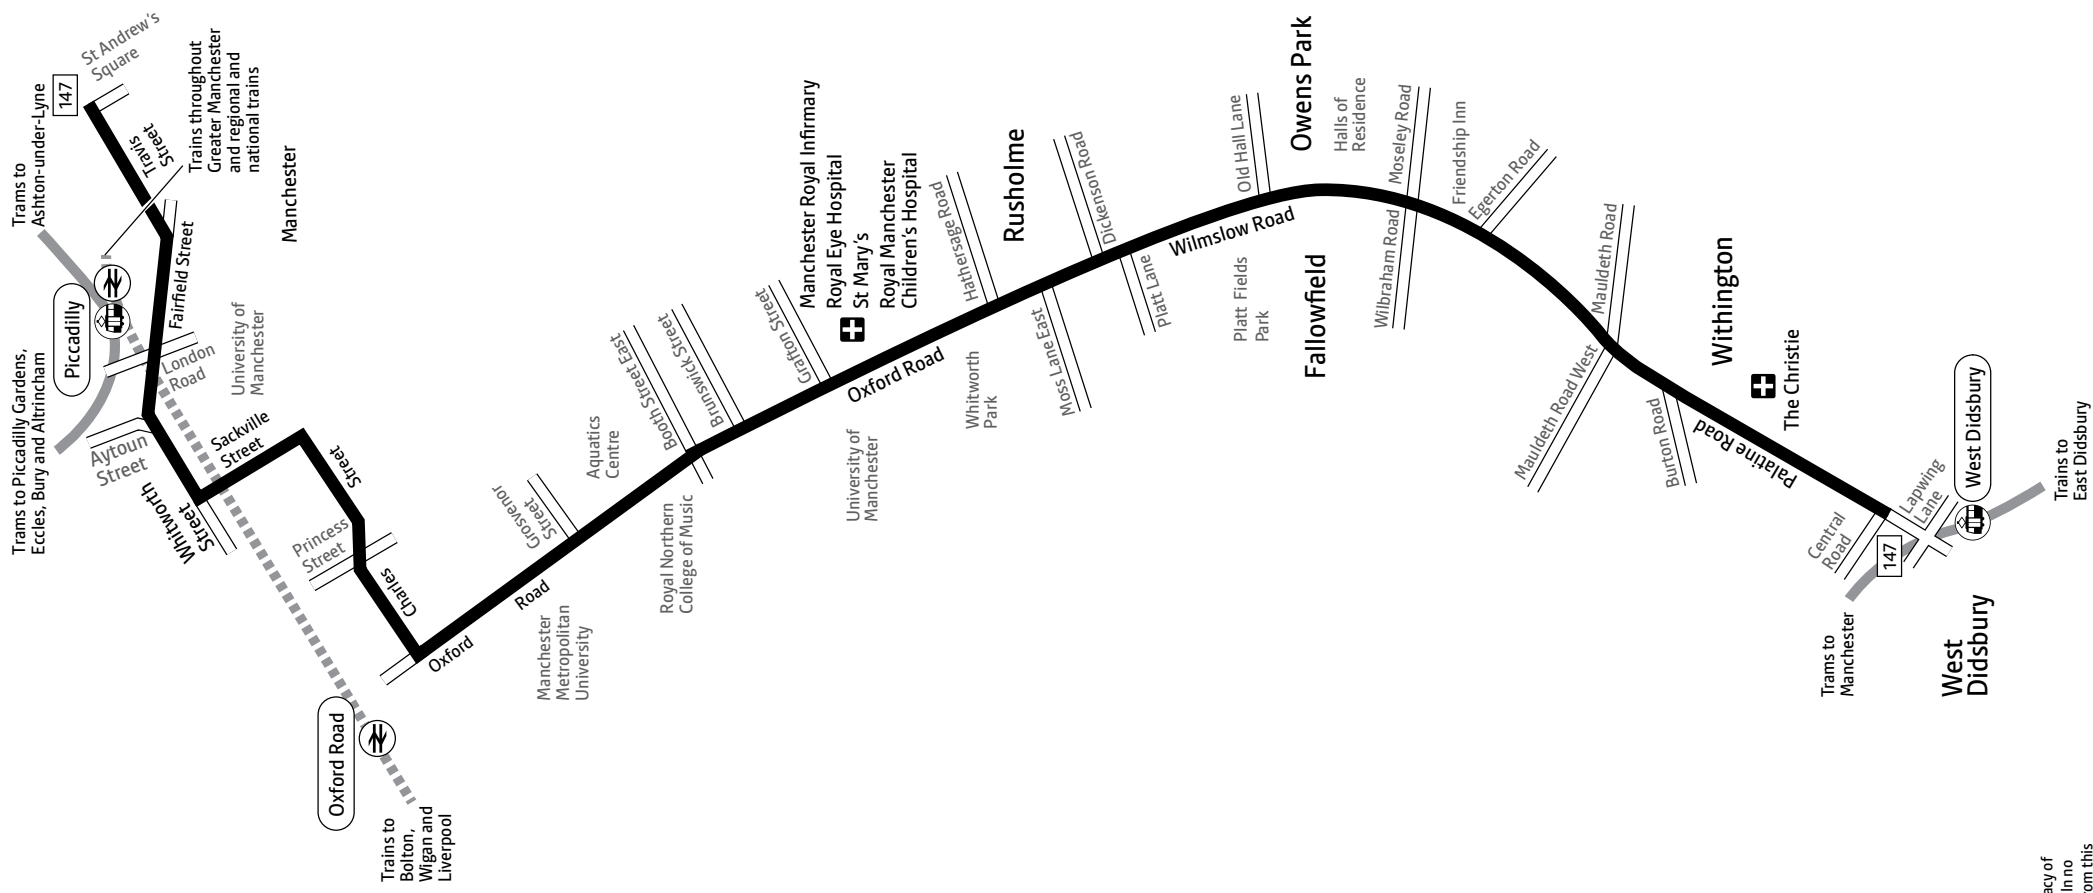 Trams to
Ashton-under-Lyne
147
St Andrew's
Square
Travis
Street
Trains throughout
Greater Manchester
and regional and
national trains
Manchester
Piccadilly
Fairfield Street
Trams to Piccadilly Gardens,
Eccles, Bury and Altrincham
London
Road
University of
Manchester
Aytoun
Street
Whitworth
Street
Sackville
Street
Princess
Street
Charles
Street
Oxford Road
Trains to
Bolton,
Wigan and
Liverpool
Oxford
Road
Grosvenor
Street
Manchester
Metropolitan
University
Aquatics
Centre
Booth Street East
Brunswick Street
Royal Northern
College of Music
Grafton Street
Manchester Royal Infirmary
Royal Eye Hospital
St Mary's
Royal Manchester
Children's Hospital
Oxford Road
University of
Manchester
Hathersage Road
Whitworth
Park
Rusholme
Moss Lane East
Dickenson Road
Platt Lane
Wilmslow Road
Old Hall Lane
Platt Fields
Park
Owens Park
Halls of
Residence
Fallowfield
Moseley Road
Wilbraham Road
Friendship Inn
Egerton Road
Mauldeth Road
Mauldeth Road West
Withington
Burton Road
Palatine Road
The Christie
Central
Road
Lapwing
Lane
147
West Didsbury
Trams to
Manchester
West
Didsbury
Trains to
East Didsbury
acy of
In no
rom this